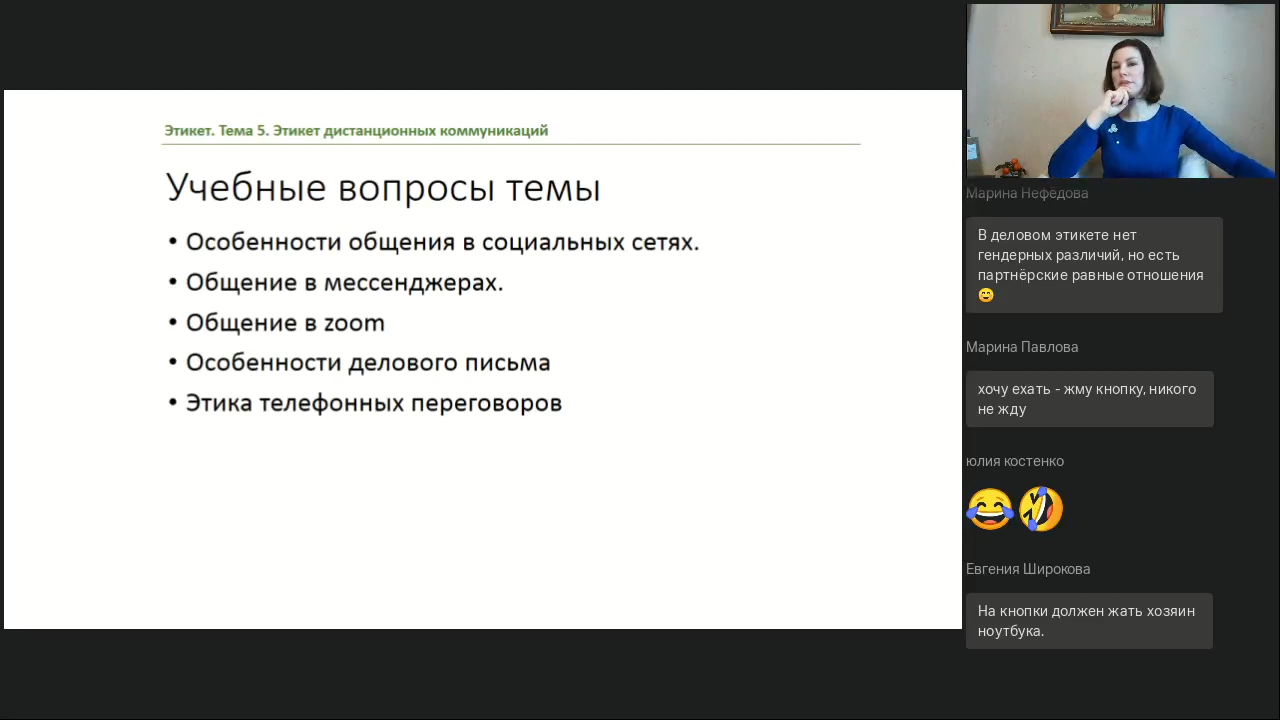 Этикет. Тема 5. Этикет дистанционных коммуникаций
Учебные вопросы темы
• Особенности общения в социальных сетях.
• Общение в мессенджерах.
• Общение в zoom
• Особенности делового письма
• Этика телефонных переговоров
Марина Нефёдова
В деловом этикете нет
гендерных различий, но есть
партнёрские равные отношения
😄
Марина Павлова
хочу ехать - жму кнопку, никого
не жду
юлия костенко
😂🤣
Евгения Широкова
На кнопки должен жать хозяин
ноутбука.